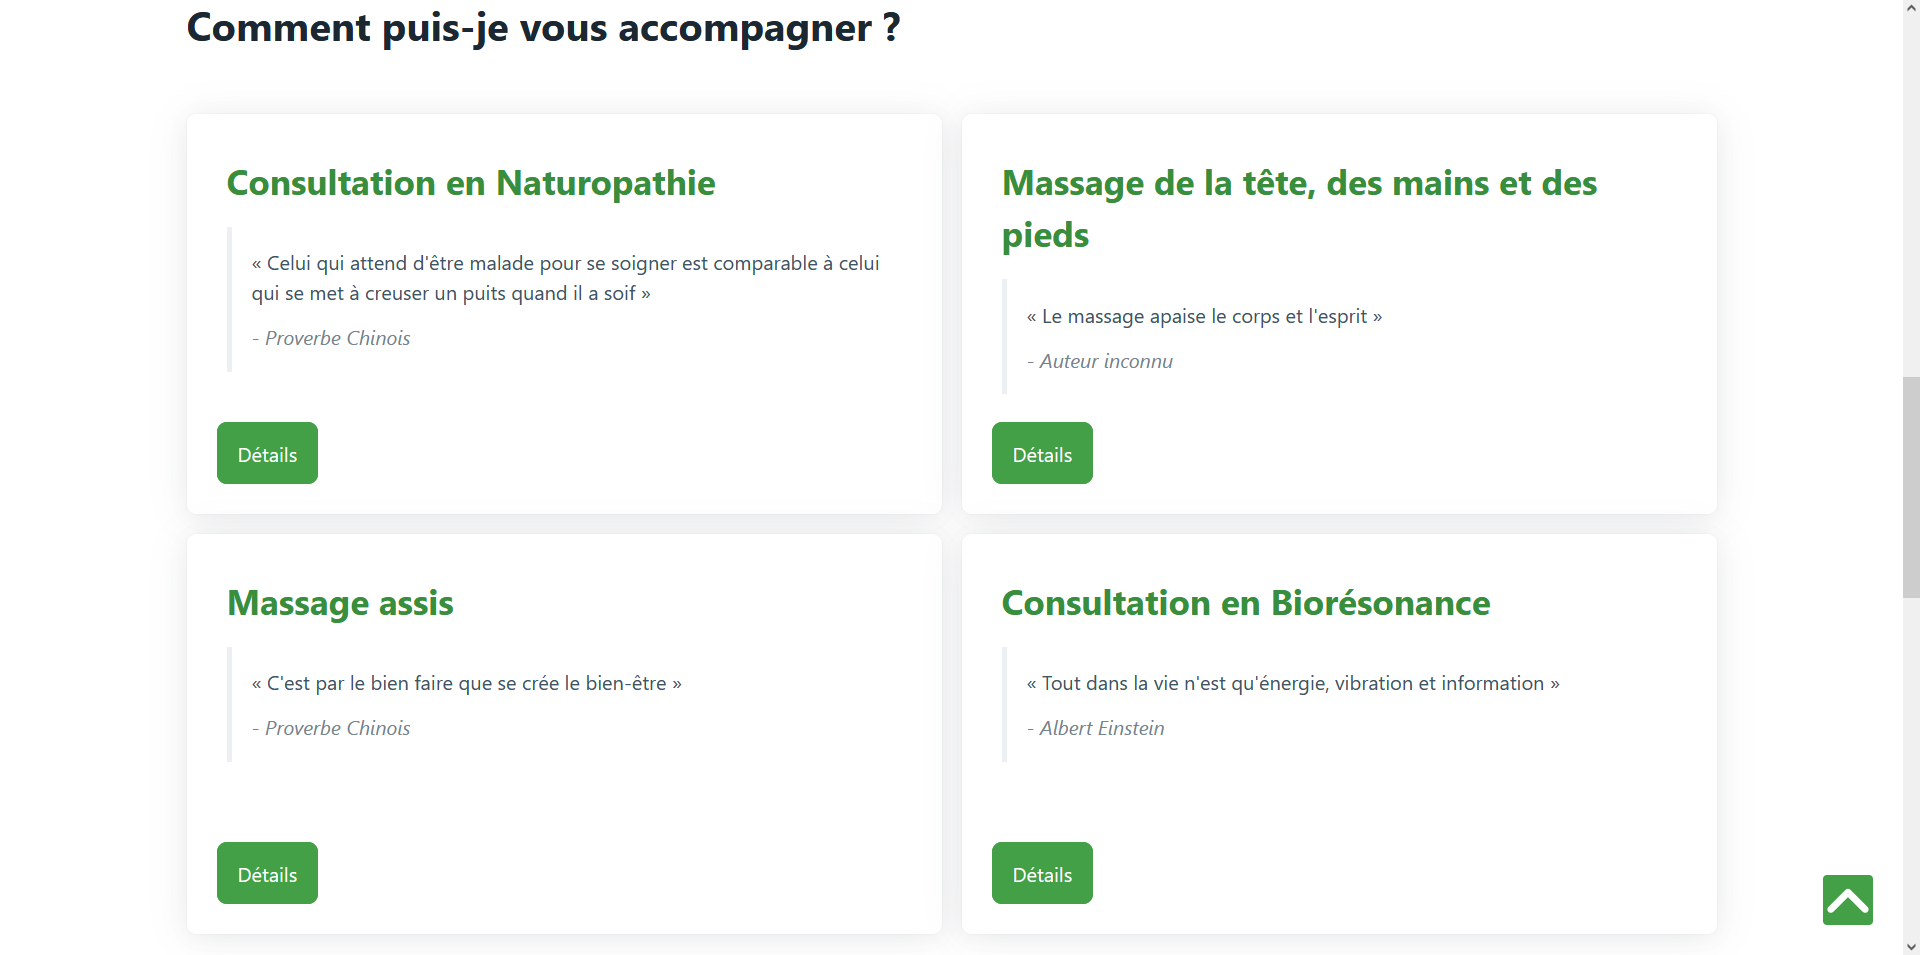 Comment puis-je vous accompagner ?
Consultation en Naturopathie
« Celui qui attend d'être malade pour se soigner est comparable à celui
qui se met à creuser un puits quand il a soif »
- Proverbe Chinois
Détails
Massage de la tête, des mains et des
pieds
« Le massage apaise le corps et l'esprit »
- Auteur inconnu
Détails
Massage assis
« C'est par le bien faire que se crée le bien-être »
- Proverbe Chinois
Détails
Consultation en Biorésonance
« Tout dans la vie n'est qu'énergie, vibration et information »
- Albert Einstein
Détails